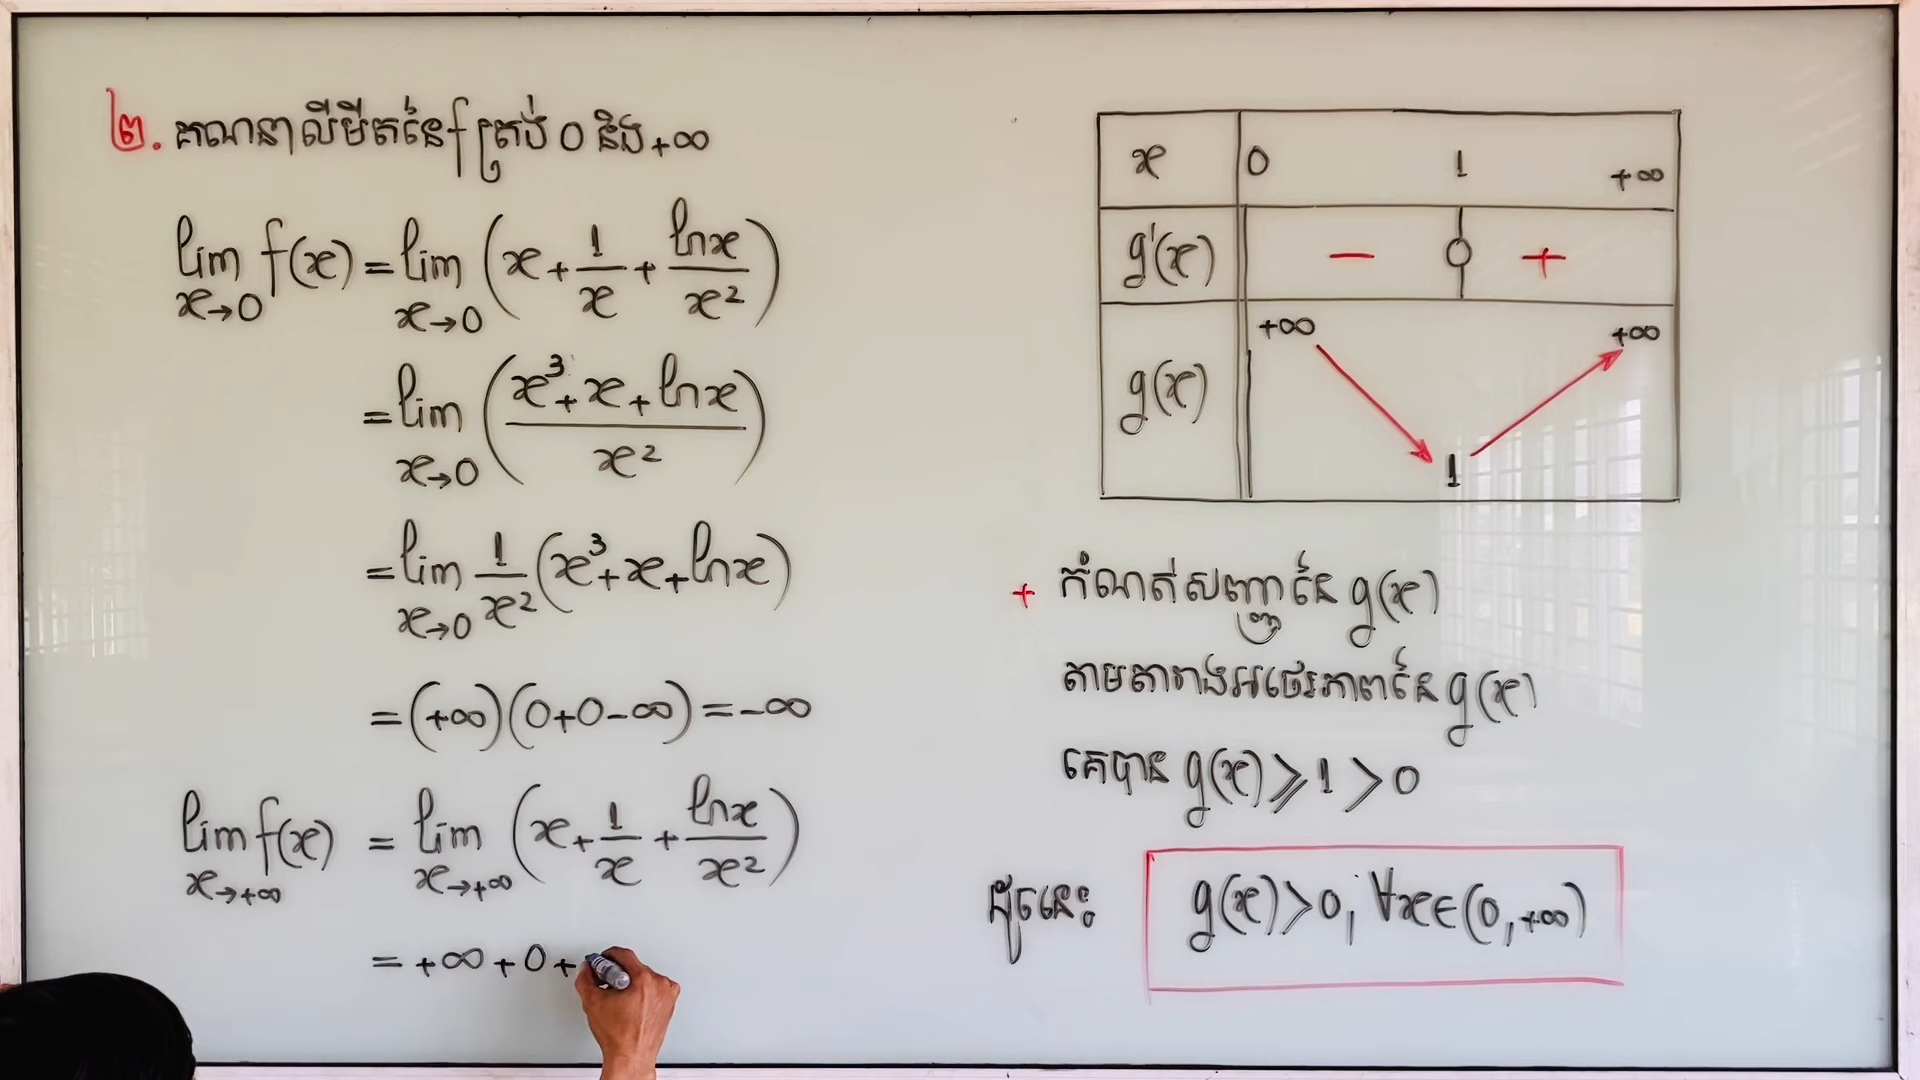 ២. គណនាលីមីតនៃ f ត្រង់ 0 និង +∞
lim x→0 f(x) = lim x→0 (x + 1/x + lnx/x²)
= lim x→0 ((x³ + x + lnx)/x²)
= lim x→0 1/x² (x³ + x + lnx)
= (+∞)(0+0-∞) = -∞
lim x→+∞ f(x) = lim x→+∞ (x + 1/x + lnx/x²)
= +∞ + 0 +
x 0 1 +∞
g'(x) − 0 +
g(x) +∞ 1 +∞
+ កំណត់សញ្ញានៃ g(x)
តាមតារាងអថេរភាពនៃ g(x)
គេបាន g(x) ⩾ 1 > 0
ដូចនេះ g(x) > 0, ∀x∈(0, +∞)